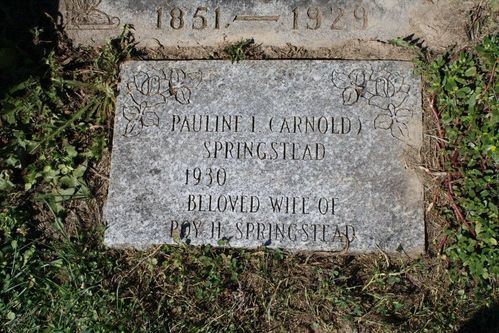 1851 — 1929
PAULINE I. (ARNOLD)
SPRINGSTEAD
1930
BELOVED WIFE OF
ROY H. SPRINGSTEAD